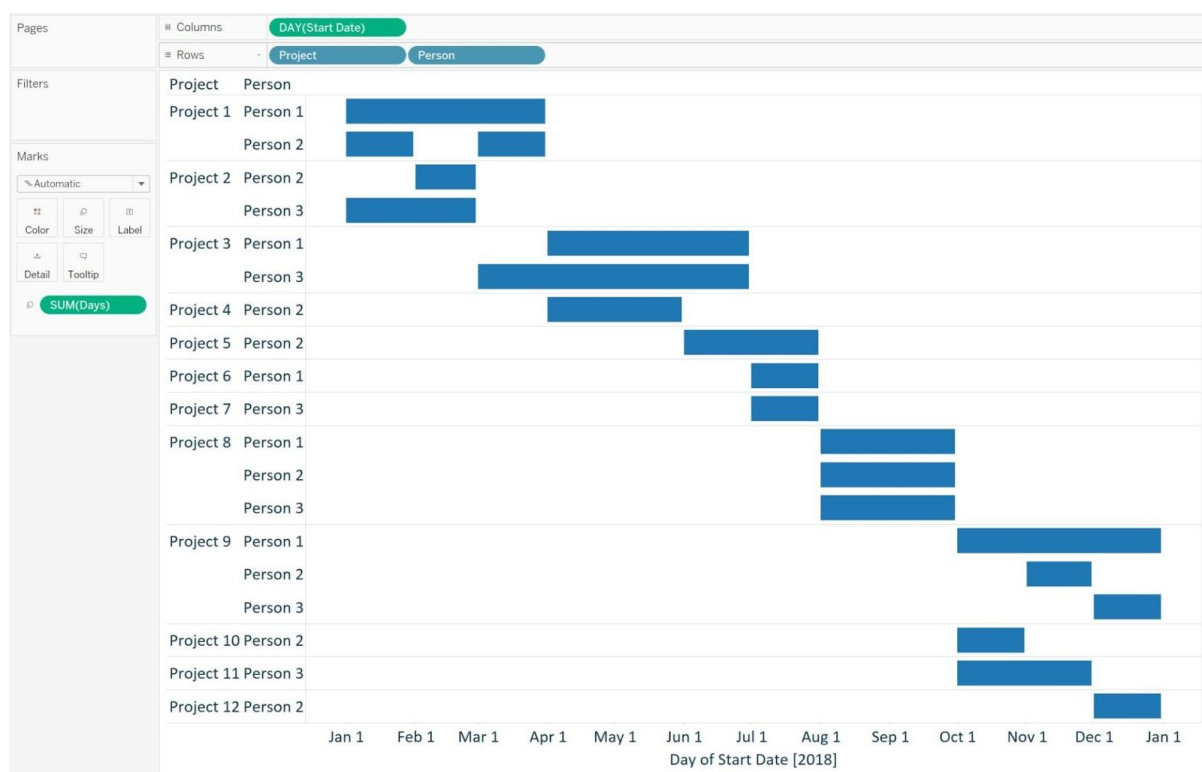 Pages
Columns
DAY(Start Date)
Rows
Project
Person
Filters
Marks
Automatic
Color
Size
Label
Detail
Tooltip
SUM(Days)
Project Person
Project 1 Person 1
Person 2
Project 2 Person 2
Person 3
Project 3 Person 1
Person 3
Project 4 Person 2
Project 5 Person 2
Project 6 Person 1
Project 7 Person 3
Project 8 Person 1
Person 2
Person 3
Project 9 Person 1
Person 2
Person 3
Project 10 Person 2
Project 11 Person 3
Project 12 Person 2
Jan 1 Feb 1 Mar 1 Apr 1 May 1 Jun 1 Jul 1 Aug 1 Sep 1 Oct 1 Nov 1 Dec 1 Jan 1
Day of Start Date [2018]